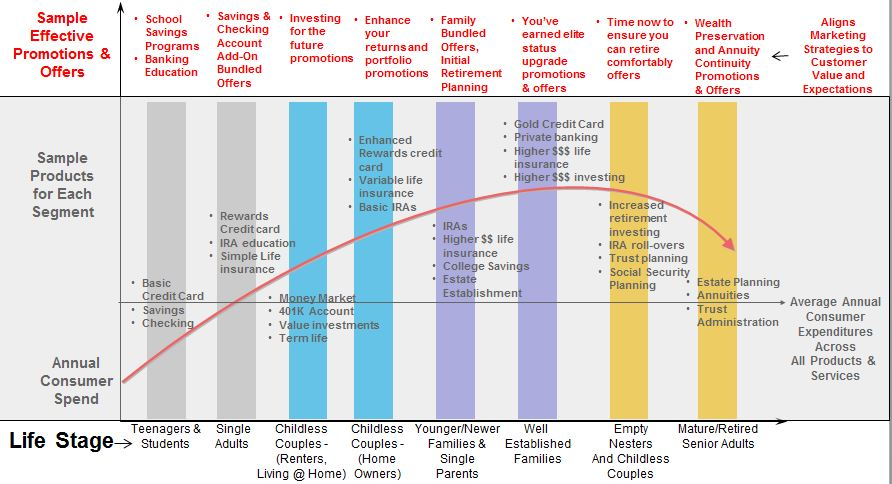 Sample
Effective
Promotions &
Offers
• School
Savings
Programs
• Banking
Education
• Savings &
Checking
Account
Add-On
Bundled
Offers
Investing
for the
future
promotions
• Enhance
your
returns and
portfolio
promotions
• Family
Bundled
Offers,
Initial
Retirement
Planning
• You've
earned elite
status
upgrade
promotions
& offers
• Time now to
ensure you
can retire
comfortably
offers
• Wealth
Preservation
and Annuity
Continuity
Promotions
& Offers
Aligns
Marketing
Strategies to
Customer
Value and
Expectations
Sample
Products
for Each
Segment
• Basic
Credit Card
• Savings
• Checking
• Rewards
Credit card
• IRA education
• Simple Life
insurance
• Money Market
• 401K Account
• Value investments
• Term life
• Enhanced
Rewards credit
card
• Variable life
insurance
• Basic IRAs
• IRAs
• Higher $$ life
insurance
• College Savings
• Estate
Establishment
• Gold Credit Card
• Private banking
• Higher $$$ life
insurance
• Higher $$$ investing
• Increased
retirement
investing
• IRA roll-overs
• Trust planning
• Social Security
Planning
• Estate Planning
• Annuities
• Trust
Administration
Average Annual
Consumer
Expenditures
Across
All Products &
Services
Annual
Consumer
Spend
Life Stage
Teenagers &
Students
Single
Adults
Childless
Couples -
(Renters,
Living @ Home)
Childless
Couples -
(Home
Owners)
Younger/Newer
Families &
Single
Parents
Well
Established
Families
Empty
Nesters
And Childless
Couples
Mature/Retired
Senior Adults